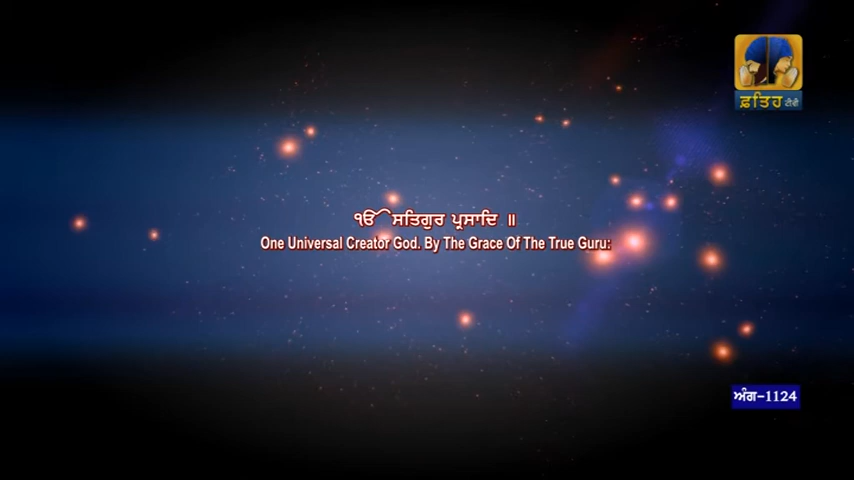 ਫ਼ਤਿਹ ਟੀਵੀ
ੴ ਸਤਿਗੁਰ ਪ੍ਰਸਾਦਿ ॥
One Universal Creator God. By The Grace Of The True Guru:
ਅੰਗ-1124